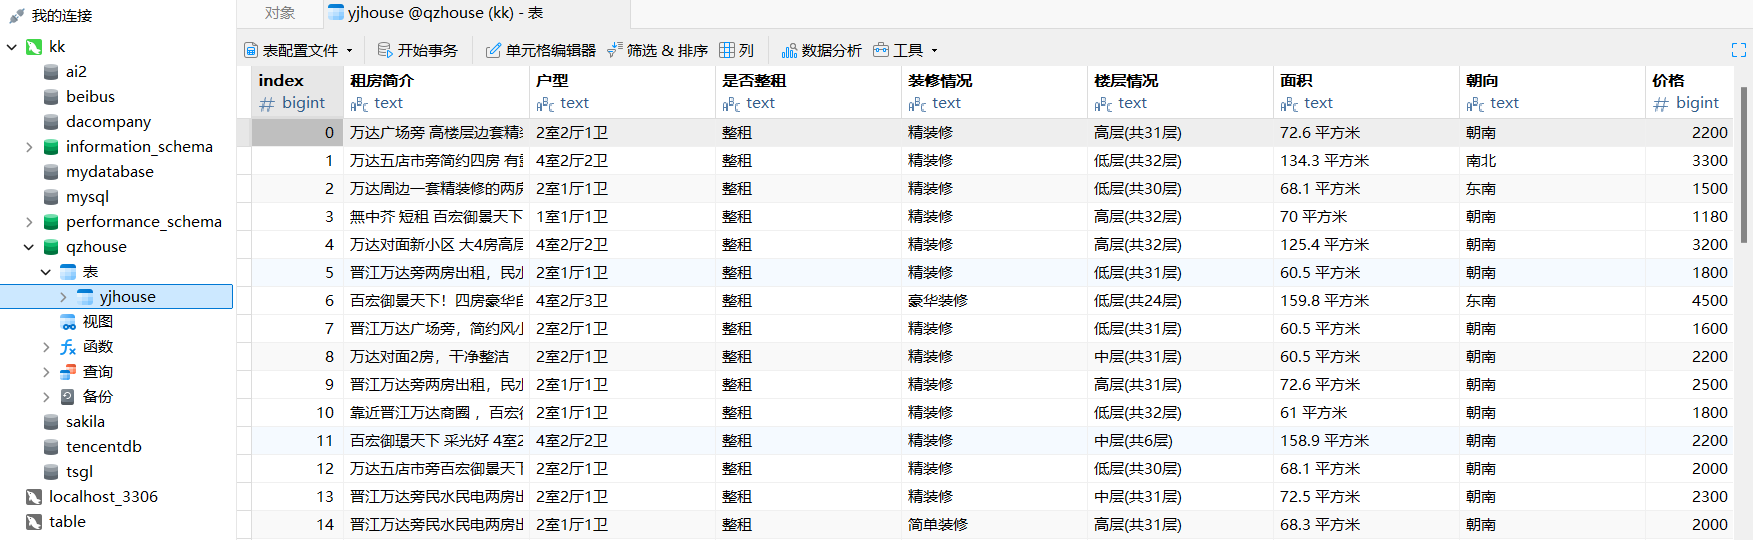 我的连接
kk
ai2
beibus
dacompany
information_schema
mydatabase
mysql
performance_schema
qzhouse
表
yjhouse
视图
函数
查询
备份
sakila
tencentdb
tsgl
localhost_3306
table
对象 yjhouse @qzhouse (kk) - 表
表配置文件 开始事务 单元格编辑器 筛选 & 排序 列 数据分析 工具
index 租房简介 户型 是否整租 装修情况 楼层情况 面积 朝向 价格
# bigint ABC text ABC text ABC text ABC text ABC text ABC text ABC text # bigint
0 万达广场旁 高楼层边套精 2室2厅1卫 整租 精装修 高层(共31层) 72.6 平方米 朝南 2200
1 万达五店市旁简约四房 有 4室2厅2卫 整租 精装修 低层(共32层) 134.3 平方米 南北 3300
2 万达周边一套精装修的两房 2室1厅1卫 整租 精装修 低层(共30层) 68.1 平方米 东南 1500
3 無中芥 短租 百宏御景天下 1室1厅1卫 整租 精装修 高层(共32层) 70 平方米 朝南 1180
4 万达对面新小区 大4房高层 4室2厅2卫 整租 精装修 高层(共32层) 125.4 平方米 朝南 3200
5 晋江万达旁两房出租，民水 2室1厅1卫 整租 精装修 低层(共31层) 60.5 平方米 朝南 1800
6 百宏御景天下！四房豪华自 4室2厅3卫 整租 豪华装修 低层(共24层) 159.8 平方米 东南 4500
7 晋江万达广场旁，简约风小 2室2厅1卫 整租 精装修 低层(共31层) 60.5 平方米 朝南 1600
8 万达对面2房，干净整洁 2室2厅1卫 整租 精装修 中层(共31层) 60.5 平方米 朝南 2200
9 晋江万达旁两房出租，民水 2室1厅1卫 整租 精装修 高层(共31层) 72.6 平方米 朝南 2500
10 靠近晋江万达商圈 ，百宏御 2室1厅1卫 整租 精装修 低层(共32层) 61 平方米 朝南 1800
11 百宏御璟天下 采光好 4室2 4室2厅2卫 整租 精装修 中层(共6层) 158.9 平方米 朝南 2200
12 万达五店市旁百宏御景天下 2室2厅1卫 整租 精装修 低层(共30层) 68.1 平方米 朝南 2000
13 晋江万达旁民水民电两房出 2室2厅1卫 整租 精装修 中层(共31层) 72.5 平方米 朝南 2300
14 晋江万达旁民水民电两房出 2室1厅1卫 整租 简单装修 高层(共31层) 68.3 平方米 朝南 2000